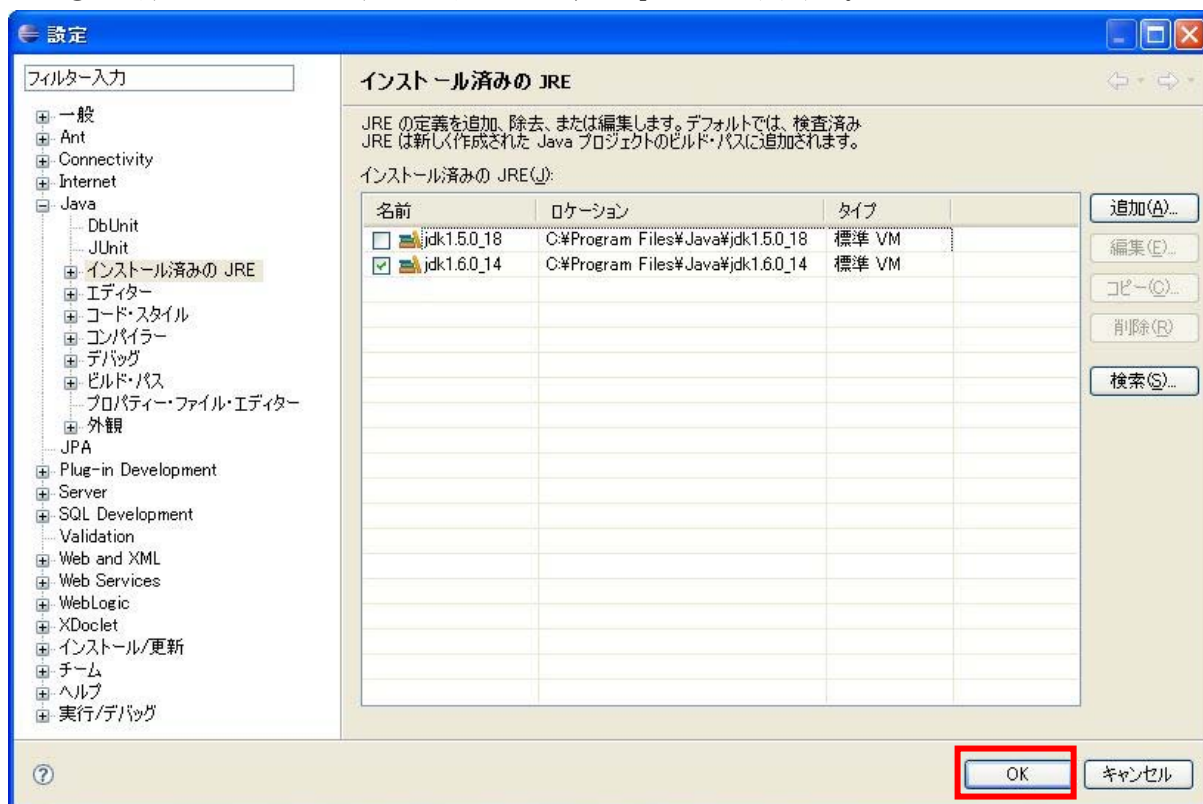 設定
フィルター入力
一般
Ant
Connectivity
Internet
Java
DbUnit
JUnit
インストール済みの JRE
エディター
コード・スタイル
コンパイラー
デバッグ
ビルド・パス
プロパティー・ファイル・エディター
外観
JPA
Plug-in Development
Server
SQL Development
Validation
Web and XML
Web Services
WebLogic
XDoclet
インストール/更新
チーム
ヘルプ
実行/デバッグ
インストール済みの JRE
JRE の定義を追加、除去、または編集します。デフォルトでは、検査済み
JRE は新しく作成された Java プロジェクトのビルド・パスに追加されます。
インストール済みの JRE(J):
名前 ロケーション タイプ
jdk1.5.0_18 C:¥Program Files¥Java¥jdk1.5.0_18 標準 VM
jdk1.6.0_14 C:¥Program Files¥Java¥jdk1.6.0_14 標準 VM
追加(A)...
編集(E)...
コピー(C)...
削除(R)
検索(S)...
OK キャンセル